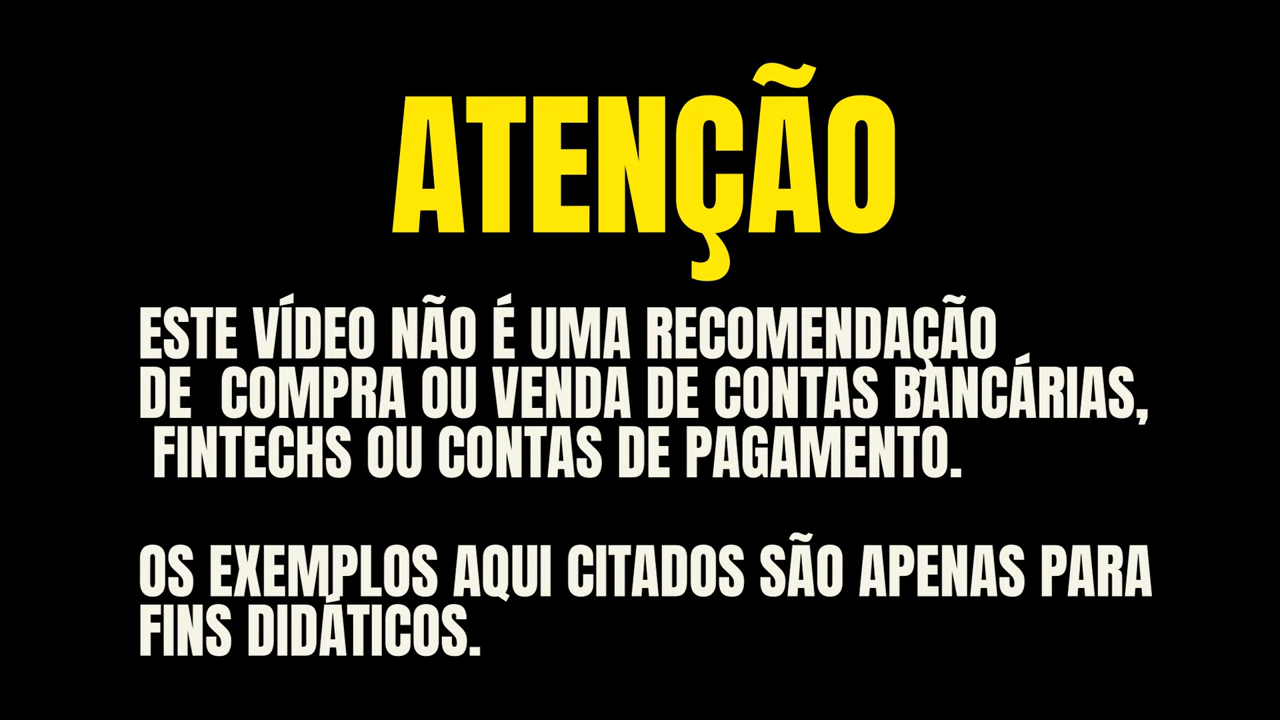 ATENÇÃO
ESTE VÍDEO NÃO É UMA RECOMENDAÇÃO
DE COMPRA OU VENDA DE CONTAS BANCÁRIAS,
FINTECHS OU CONTAS DE PAGAMENTO.
OS EXEMPLOS AQUI CITADOS SÃO APENAS PARA
FINS DIDÁTICOS.